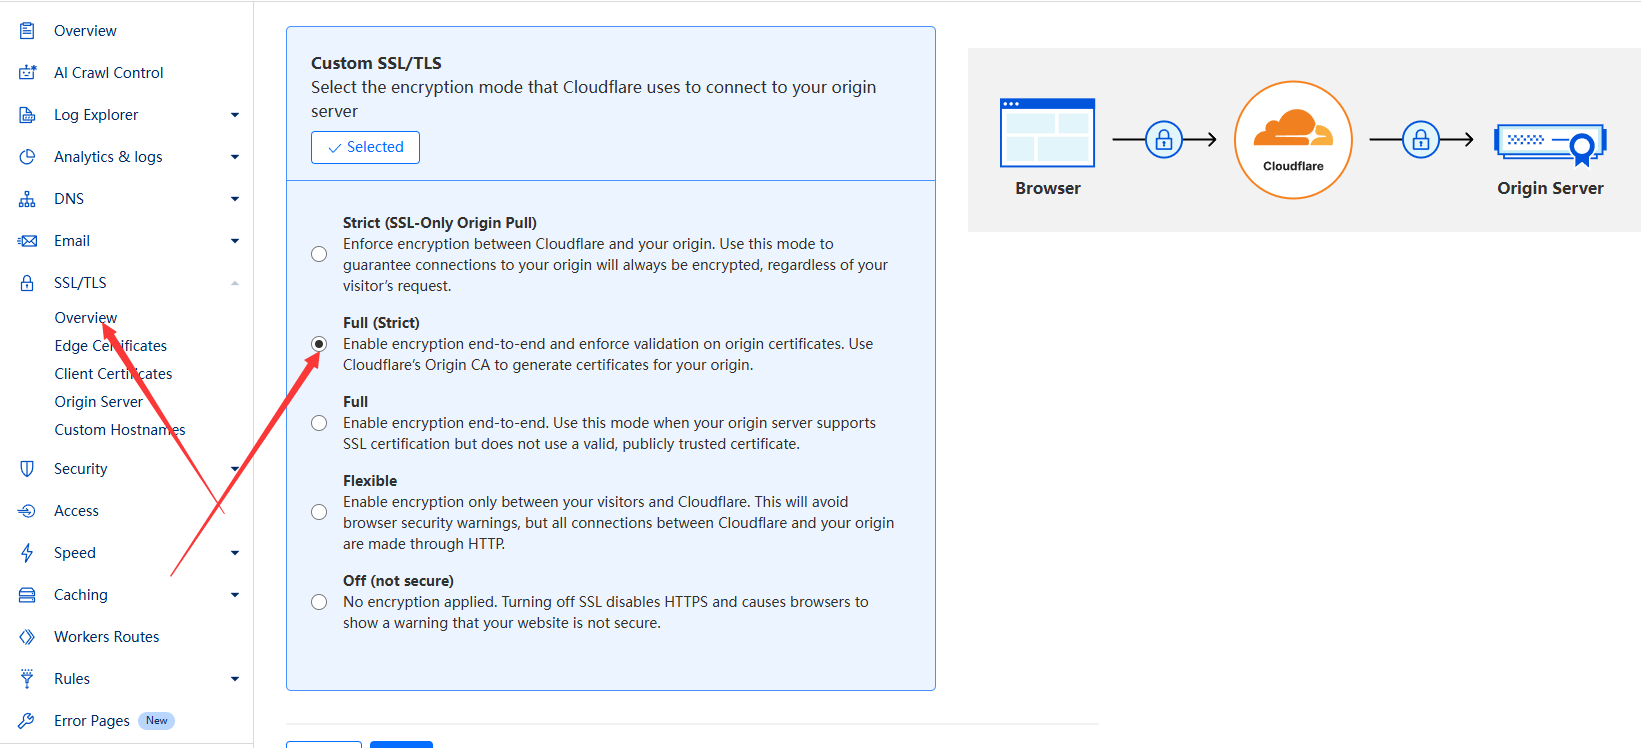 Overview
AI Crawl Control
Log Explorer
Analytics & logs
DNS
Email
SSL/TLS
Overview
Edge Certificates
Client Certificates
Origin Server
Custom Hostnames
Security
Access
Speed
Caching
Workers Routes
Rules
Error Pages New
Custom SSL/TLS
Select the encryption mode that Cloudflare uses to connect to your origin
server
Selected
Strict (SSL-Only Origin Pull)
Enforce encryption between Cloudflare and your origin. Use this mode to
guarantee connections to your origin will always be encrypted, regardless of your
visitor’s request.
Full (Strict)
Enable encryption end-to-end and enforce validation on origin certificates. Use
Cloudflare’s Origin CA to generate certificates for your origin.
Full
Enable encryption end-to-end. Use this mode when your origin server supports
SSL certification but does not use a valid, publicly trusted certificate.
Flexible
Enable encryption only between your visitors and Cloudflare. This will avoid
browser security warnings, but all connections between Cloudflare and your origin
are made through HTTP.
Off (not secure)
No encryption applied. Turning off SSL disables HTTPS and causes browsers to
show a warning that your website is not secure.
Browser
Cloudflare
Origin Server